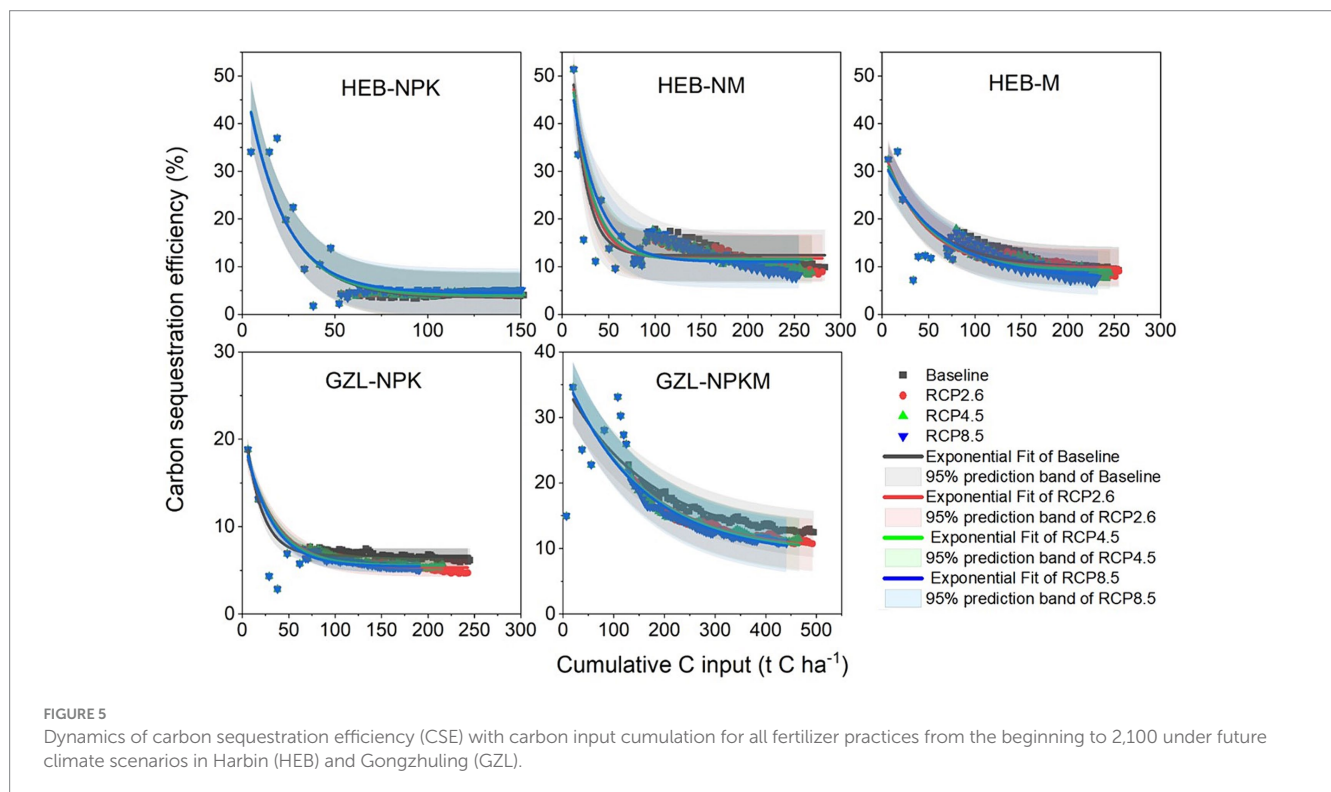 HEB-NPK
HEB-NM
HEB-M
GZL-NPK
GZL-NPKM
50
40
30
20
10
0
0
50
100
150
50
40
30
20
10
0
0
50
100
150
200
250
300
50
40
30
20
10
0
0
50
100
150
200
250
300
30
20
10
0
0
50
100
150
200
250
300
40
30
20
10
0
0
100
200
300
400
500
Carbon sequestration efficiency (%)
Cumulative C input (t C ha⁻¹)
Baseline
RCP2.6
RCP4.5
RCP8.5
Exponential Fit of Baseline
95% prediction band of Baseline
Exponential Fit of RCP2.6
95% prediction band of RCP2.6
Exponential Fit of RCP4.5
95% prediction band of RCP4.5
Exponential Fit of RCP8.5
95% prediction band of RCP8.5
FIGURE 5
Dynamics of carbon sequestration efficiency (CSE) with carbon input cumulation for all fertilizer practices from the beginning to 2,100 under future
climate scenarios in Harbin (HEB) and Gongzhuling (GZL).